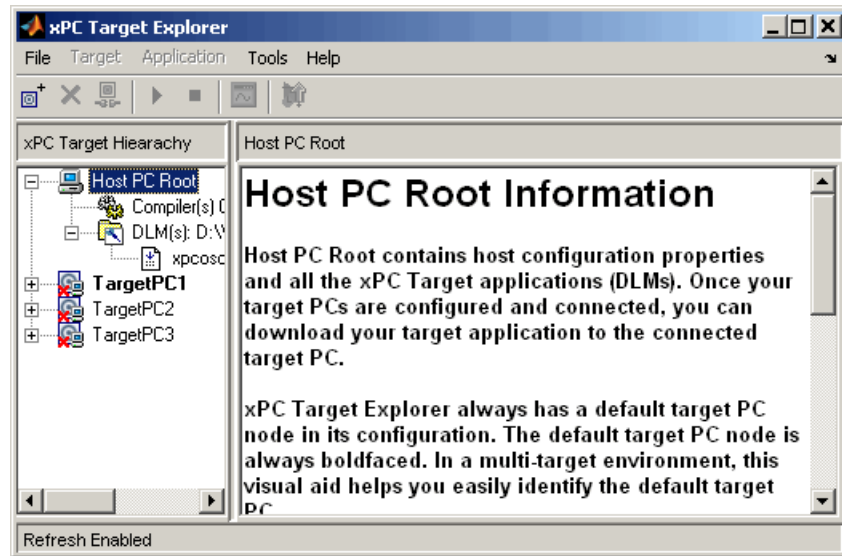 xPC Target Explorer
File Target Application Tools Help
xPC Target Hiearachy
Host PC Root
Host PC Root
Compiler(s) C
DLM(s): D:\
xpcosc
TargetPC1
TargetPC2
TargetPC3
Host PC Root Information
Host PC Root contains host configuration properties
and all the xPC Target applications (DLMs). Once your
target PCs are configured and connected, you can
download your target application to the connected
target PC.
xPC Target Explorer always has a default target PC
node in its configuration. The default target PC node is
always boldfaced. In a multi-target environment, this
visual aid helps you easily identify the default target
PC
Refresh Enabled